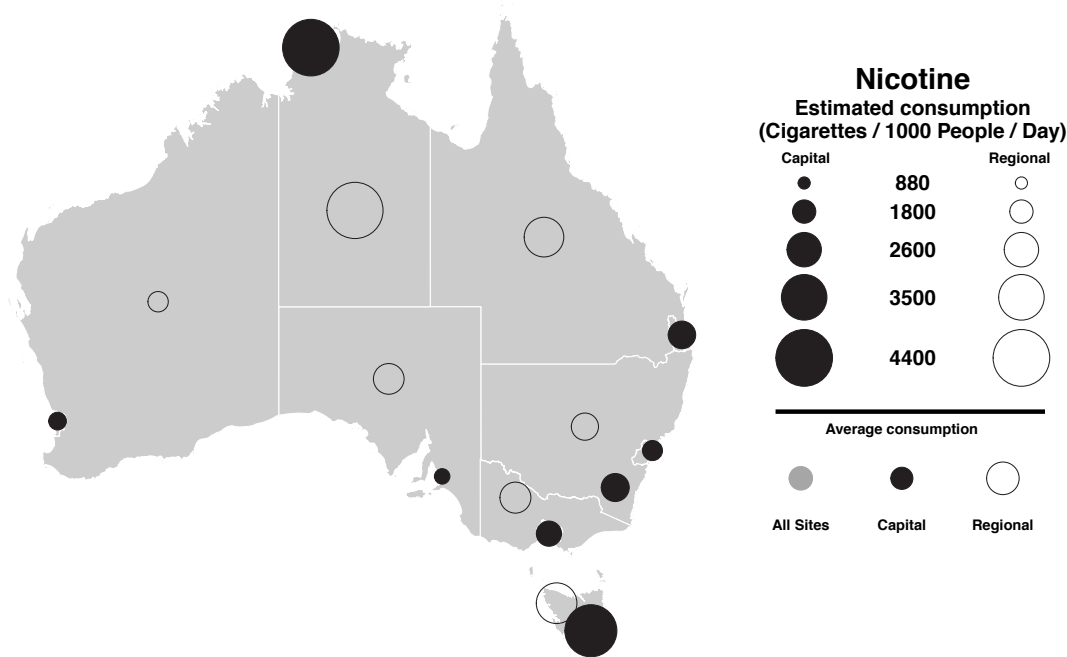 Nicotine
Estimated consumption
(Cigarettes / 1000 People / Day)
Capital Regional
880
1800
2600
3500
4400
Average consumption
All Sites Capital Regional